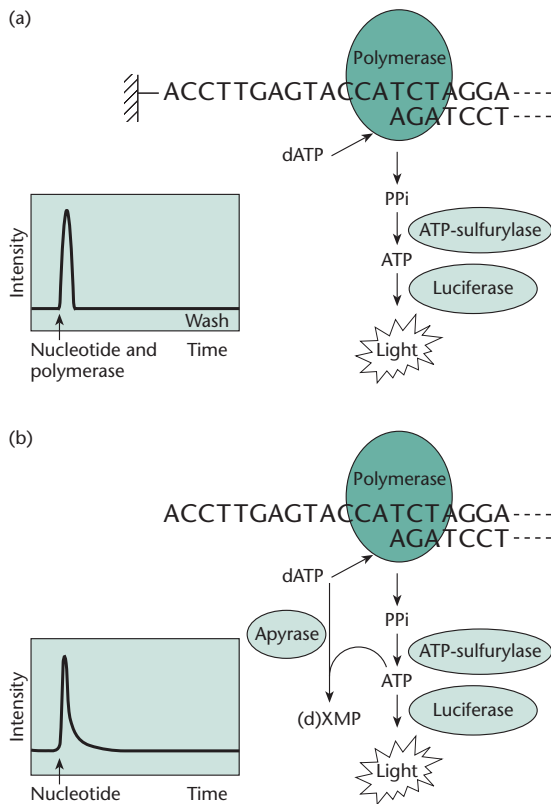 (a)
Polymerase
ACCTTGAGTACCATCTAGGA
AGATCCT
dATP
PPi
ATP-sulfurylase
ATP
Luciferase
Light
Intensity
Wash
Nucleotide and
polymerase
Time
(b)
Polymerase
ACCTTGAGTACCATCTAGGA
AGATCCT
dATP
PPi
Apyrase
ATP-sulfurylase
ATP
(d)XMP
Luciferase
Light
Intensity
Nucleotide
Time